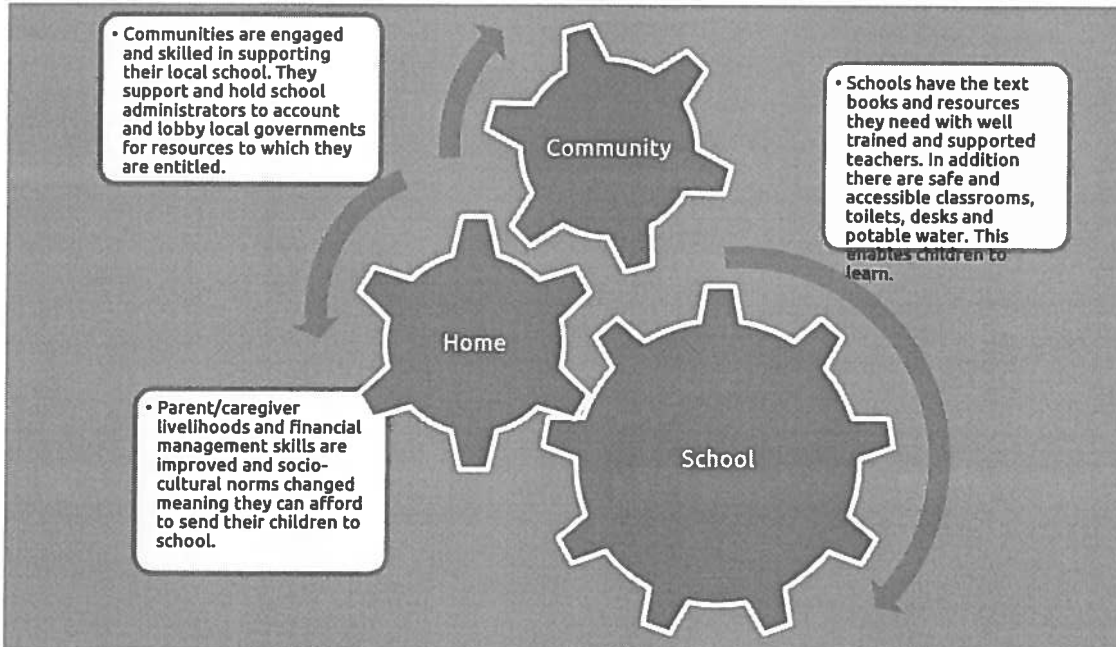 • Communities are engaged
and skilled in supporting
their local school. They
support and hold school
administrators to account
and lobby local governments
for resources to which they
are entitled.
Community
• Schools have the text
books and resources
they need with well
trained and supported
teachers. In addition
there are safe and
accessible classrooms,
toilets, desks and
potable water. This
enables children to
learn.
Home
• Parent/caregiver
livelihoods and financial
management skills are
improved and socio-
cultural norms changed
meaning they can afford
to send their children to
school.
School